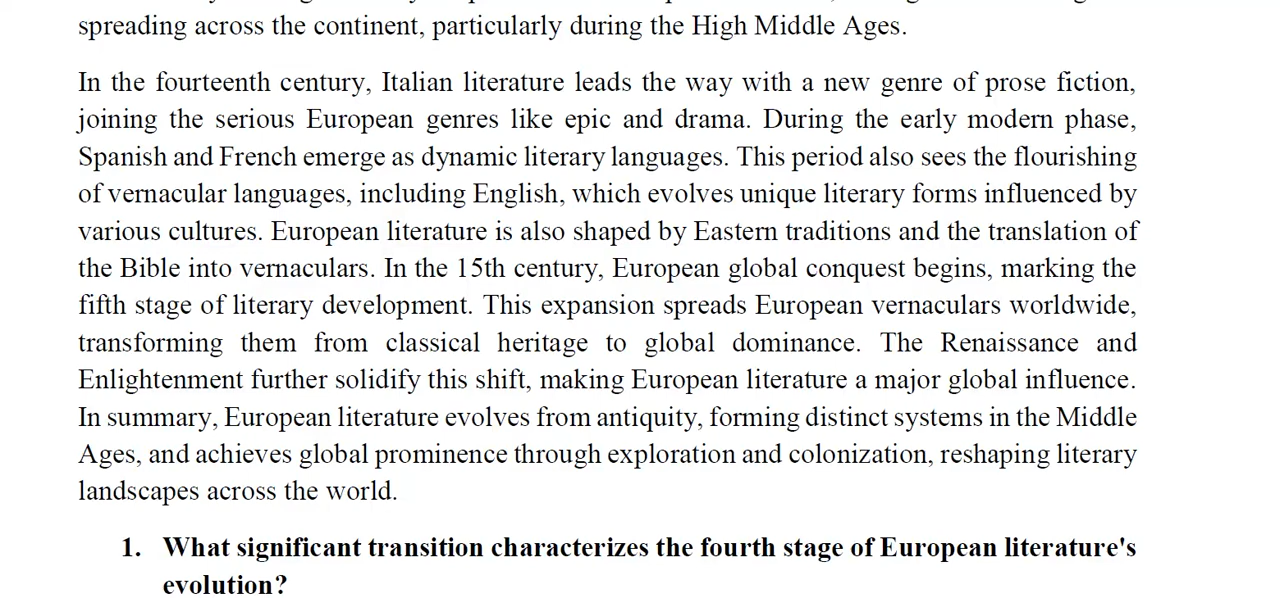 spreading across the continent, particularly during the High Middle Ages.
In the fourteenth century, Italian literature leads the way with a new genre of prose fiction,
joining the serious European genres like epic and drama. During the early modern phase,
Spanish and French emerge as dynamic literary languages. This period also sees the flourishing
of vernacular languages, including English, which evolves unique literary forms influenced by
various cultures. European literature is also shaped by Eastern traditions and the translation of
the Bible into vernaculars. In the 15th century, European global conquest begins, marking the
fifth stage of literary development. This expansion spreads European vernaculars worldwide,
transforming them from classical heritage to global dominance. The Renaissance and
Enlightenment further solidify this shift, making European literature a major global influence.
In summary, European literature evolves from antiquity, forming distinct systems in the Middle
Ages, and achieves global prominence through exploration and colonization, reshaping literary
landscapes across the world.
1. What significant transition characterizes the fourth stage of European literature's
evolution?